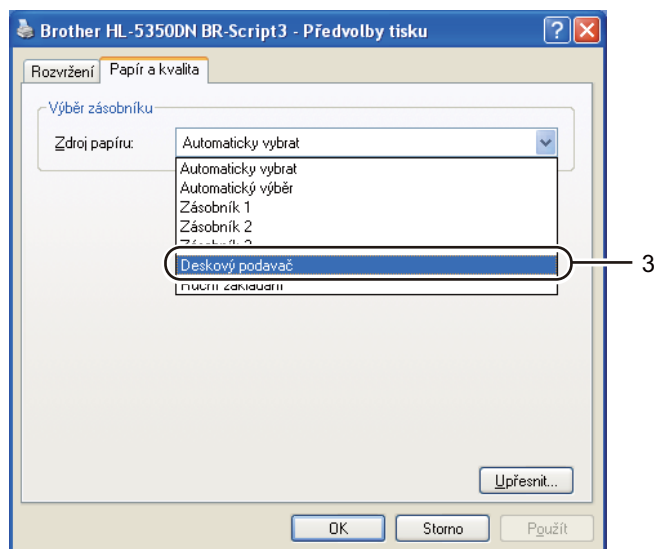 Brother HL-5350DN BR-Script3 - Předvolby tisku
Rozvržení Papír a kvalita
Výběr zásobníku
Zdroj papíru: Automaticky vybrat
Automaticky vybrat
Automatický výběr
Zásobník 1
Zásobník 2
Deskový podavač
3
Upřesnit...
OK Storno Použít